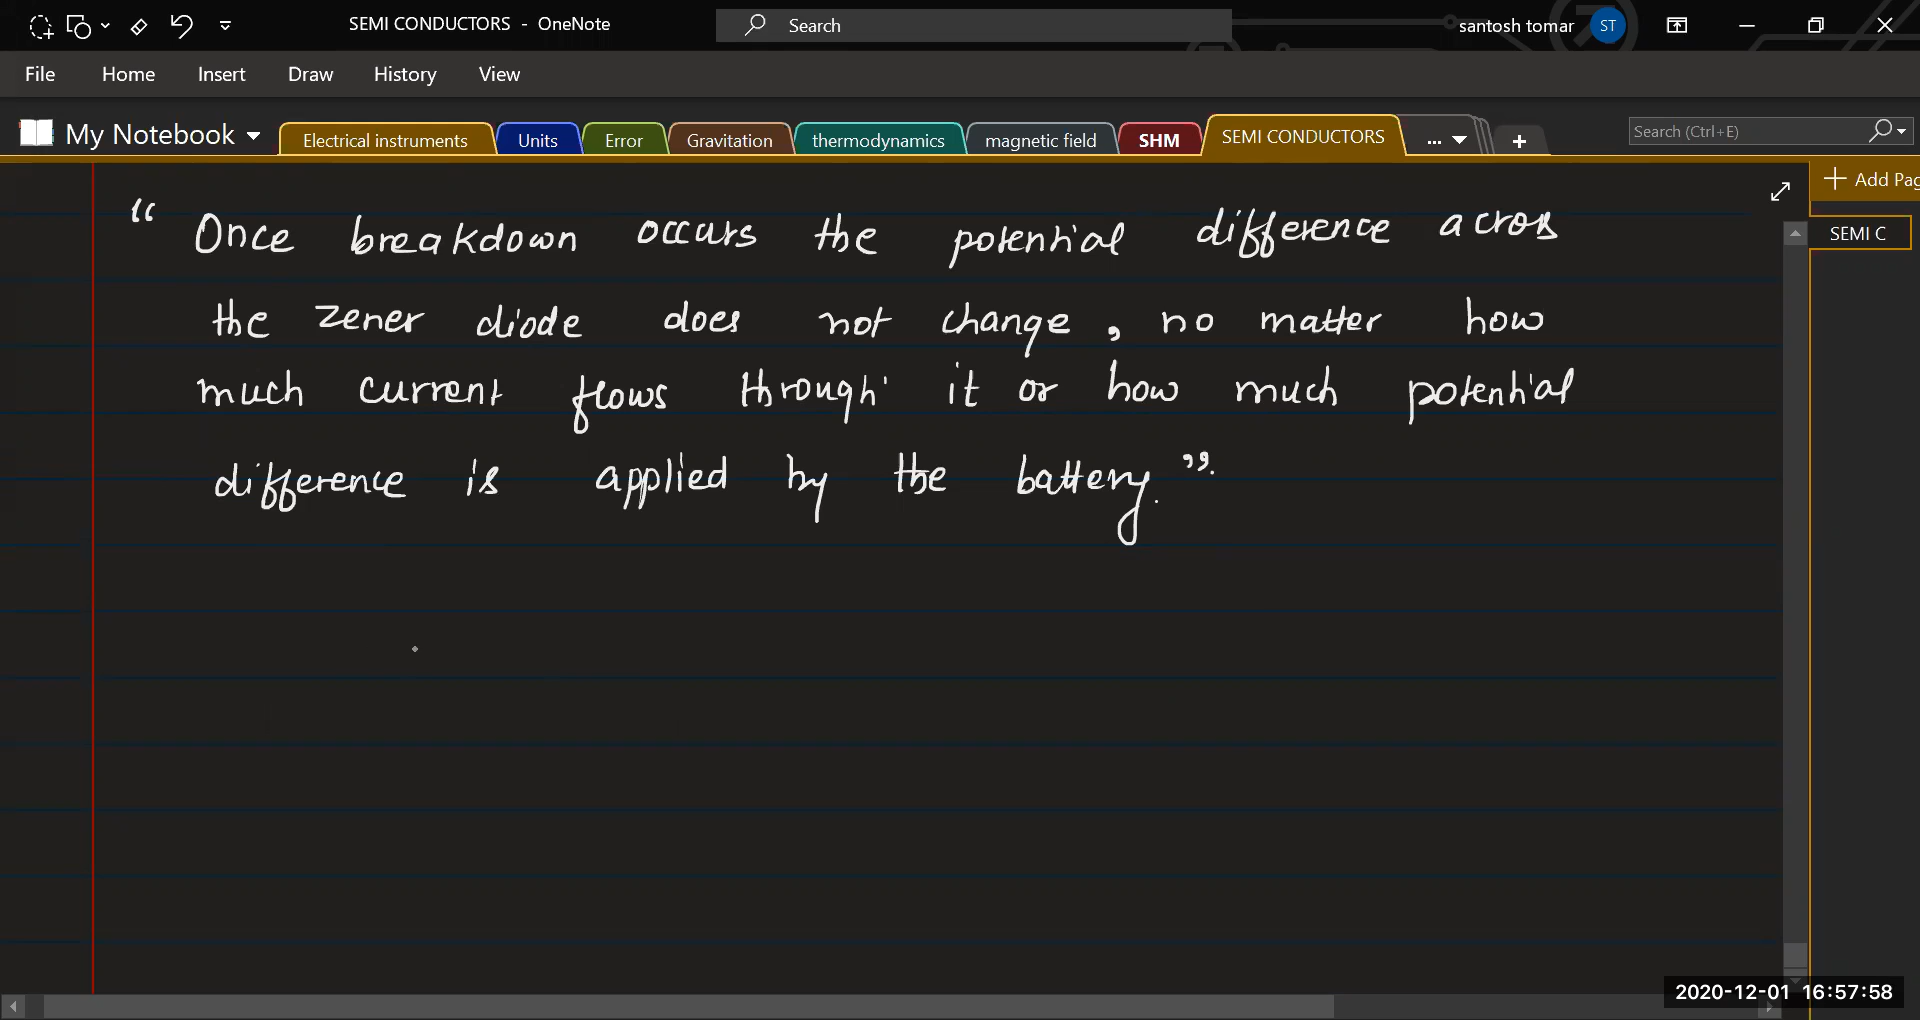 SEMI CONDUCTORS - OneNote
Search
santosh tomar
ST
File Home Insert Draw History View
My Notebook
Electrical instruments
Units
Error
Gravitation
thermodynamics
magnetic field
SHM
SEMI CONDUCTORS
...
+
Search (Ctrl+E)
+ Add Pag
SEMI C
“ Once breakdown occurs the potential difference across
the zener diode does not change, no matter how
much current flows through it or how much potential
difference is applied by the battery.”.
2020-12-01 16:57:58